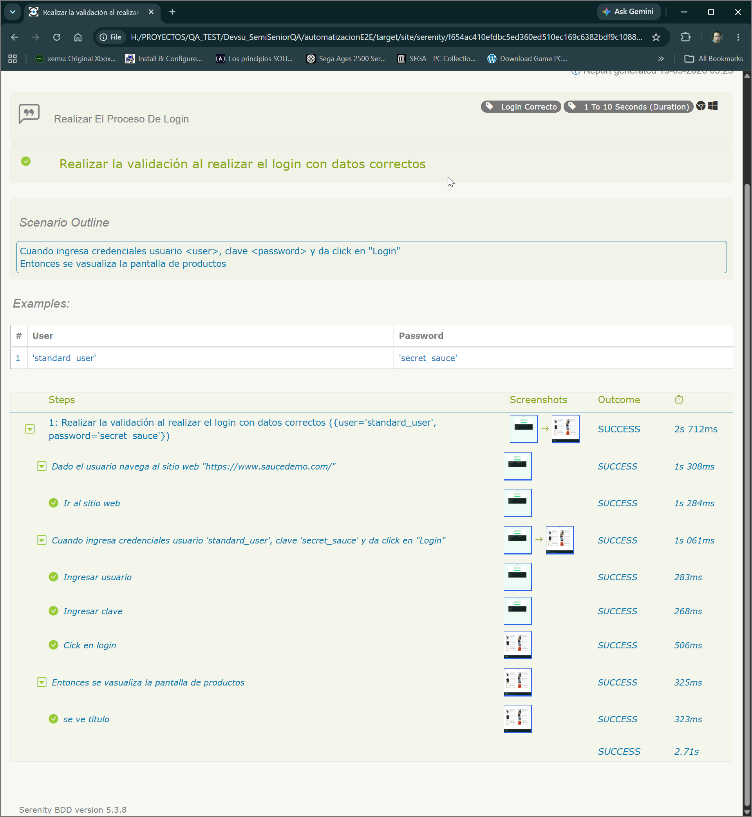 Realizar la validación al realizar
Ask Gemini
File
H:/PROYECTOS/QA_TEST/Devsu_SemiSeniorQA/automatizacionE2E/target/site/serenity/f654ac410efdbc5ed360ed510ec169c6382bdf9c1088...
xemu: Original Xbox...
Install 8: Configure...
Los principios SOLI...
Sega Ages 2500 Ser...
SEGA - PC Collectio...
Download Game PC...
All Bookmarks
Report generated
Realizar El Proceso De Login
Login Correcto
1 To 10 Seconds (Duration)
Realizar la validación al realizar el login con datos correctos
Scenario Outline
Cuando ingresa credenciales usuario <user>, clave <password> y da click en "Login"
Entonces se vasualiza la pantalla de productos
Examples:
# User Password
1 'standard_user' 'secret_sauce'
Steps Screenshots Outcome
1: Realizar la validación al realizar el login con datos correctos ({user='standard_user',
password='secret_sauce'}) SUCCESS 2s 712ms
Dado el usuario navega al sitio web "https://www.saucedemo.com/" SUCCESS 1s 308ms
Ir al sitio web SUCCESS 1s 284ms
Cuando ingresa credenciales usuario 'standard_user', clave 'secret_sauce' y da click en "Login" SUCCESS 1s 061ms
Ingresar usuario SUCCESS 283ms
Ingresar clave SUCCESS 268ms
Cick en login SUCCESS 506ms
Entonces se vasualiza la pantalla de productos SUCCESS 325ms
se ve titulo SUCCESS 323ms
SUCCESS 2.71s
Serenity BDD version 5.3.8